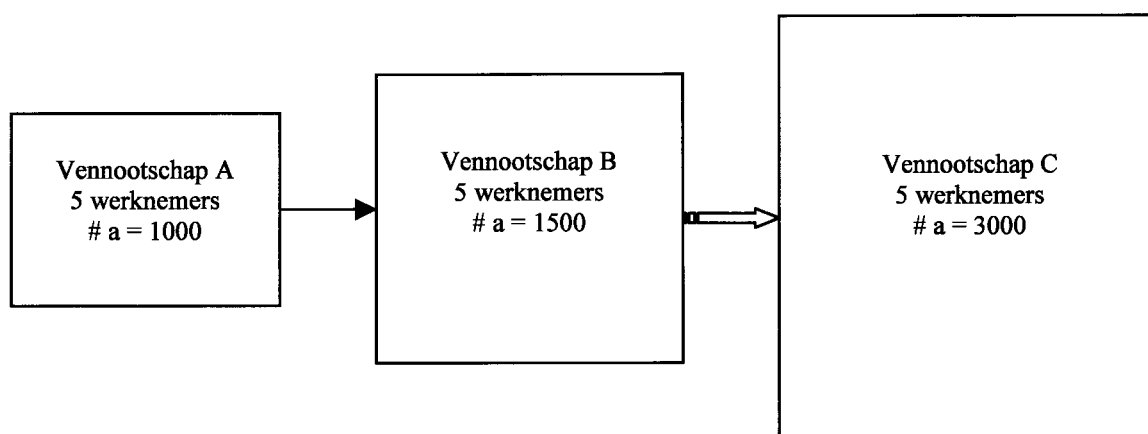 Vennootschap A
5 werknemers
# a = 1000
Vennootschap B
5 werknemers
# a = 1500
Vennootschap C
5 werknemers
# a = 3000